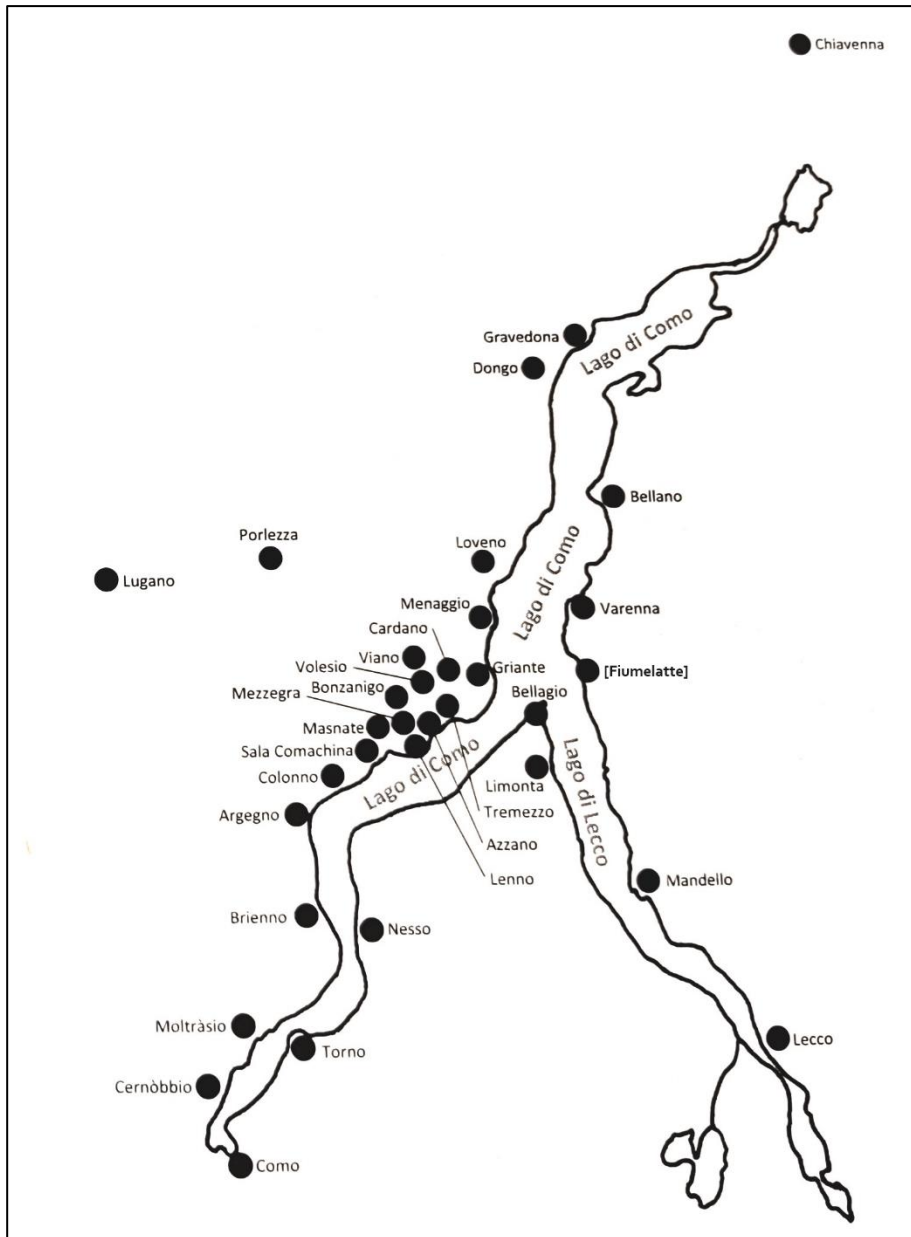 Chiavenna
Gravedona
Lago di Como
Dongo
Bellano
Porlezza
Loveno
Lago di Como
Lugano
Menaggio
Varenna
Cardano
Viano
Griante
[Fiumelatte]
Volesio
Bonzanigo
Mezzegra
Bellagio
Masnate
Sala Comachina
Lago di Como
Colonno
Limonta
Lago di Lecco
Tremezzo
Argegno
Azzano
Lenno
Mandello
Brienno
Nesso
Moltràsio
Torno
Lecco
Cernòbbio
Como